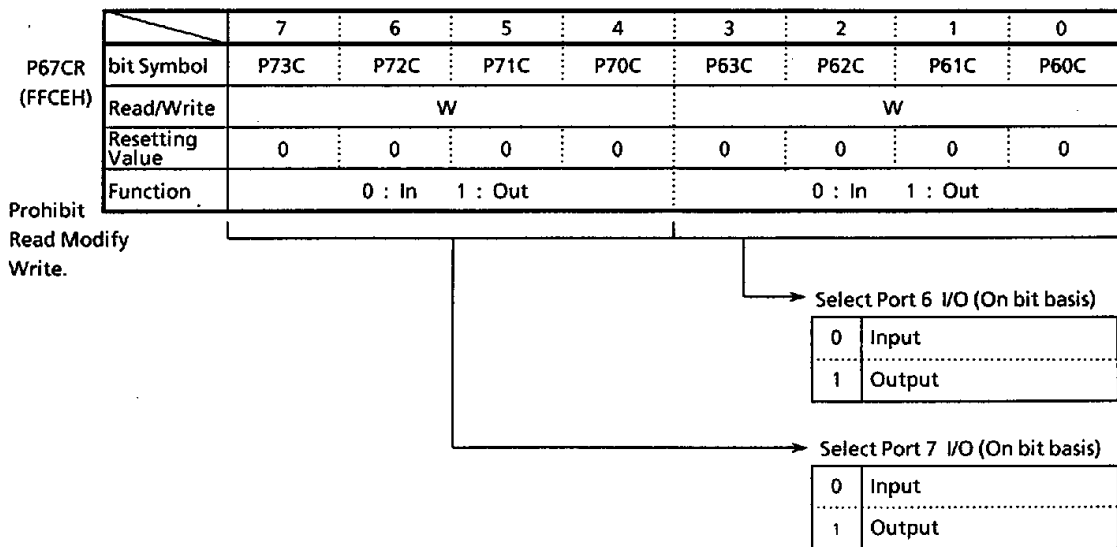 7 6 5 4 3 2 1 0
P67CR (FFCEH) bit Symbol P73C P72C P71C P70C P63C P62C P61C P60C
Read/Write W W
Resetting Value 0 0 0 0 0 0 0 0
Function 0 : In 1 : Out 0 : In 1 : Out
Prohibit
Read Modify
Write.
Select Port 6 I/O (On bit basis)
0 Input
1 Output
Select Port 7 I/O (On bit basis)
0 Input
1 Output